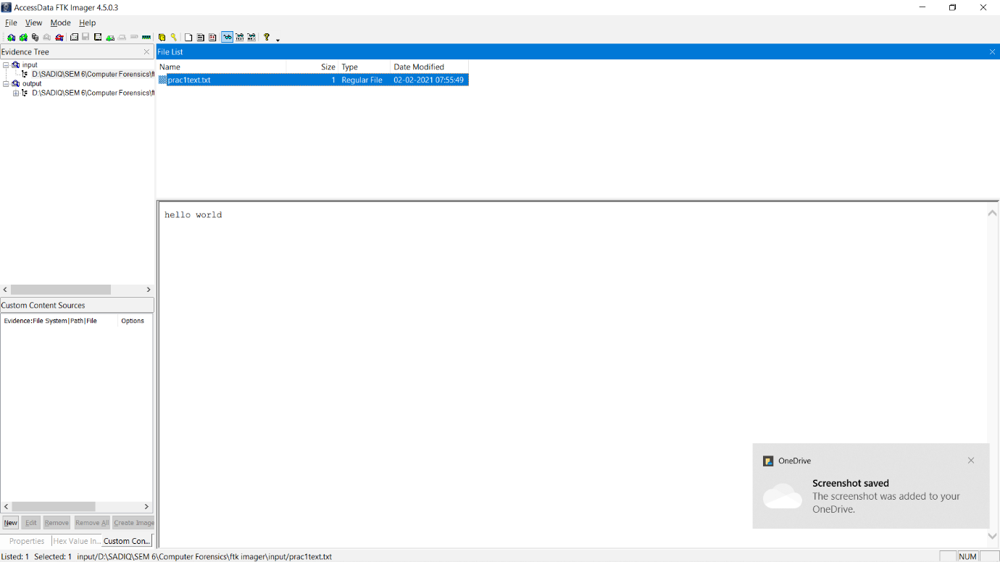 AccessData FTK Imager 4.5.0.3
File View Mode Help
Evidence Tree
input
D:\SADIQ\SEM 6\Computer Forensics\ft
output
D:\SADIQ\SEM 6\Computer Forensics\ft
File List
Name Size Type Date Modified
prac1text.txt 1 Regular File 02-02-2021 07:55:49
hello world
Custom Content Sources
Evidence:File System|Path|File Options
New Edit Remove Remove All Create Image
Properties Hex Value In... Custom Con...
OneDrive
Screenshot saved
The screenshot was added to your
OneDrive.
Listed: 1 Selected: 1 input/D:\SADIQ\SEM 6\Computer Forensics\ftk imager\input/prac1text.txt
NUM